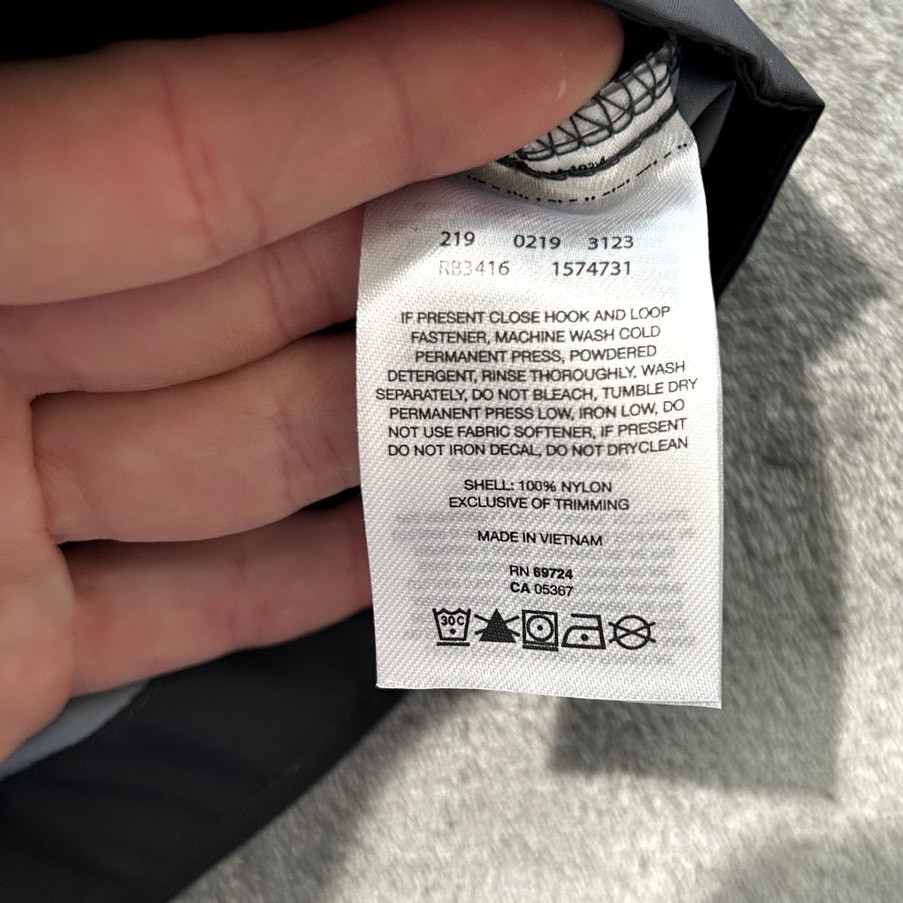 219 0219 3123
RB3416 1574731
IF PRESENT CLOSE HOOK AND LOOP
FASTENER, MACHINE WASH COLD
PERMANENT PRESS, POWDERED
DETERGENT, RINSE THOROUGHLY, WASH
SEPARATELY, DO NOT BLEACH, TUMBLE DRY
PERMANENT PRESS LOW, IRON LOW, DO
NOT USE FABRIC SOFTENER, IF PRESENT
DO NOT IRON DECAL, DO NOT DRYCLEAN
SHELL: 100% NYLON
EXCLUSIVE OF TRIMMING
MADE IN VIETNAM
RN 69724
CA 05367
30C